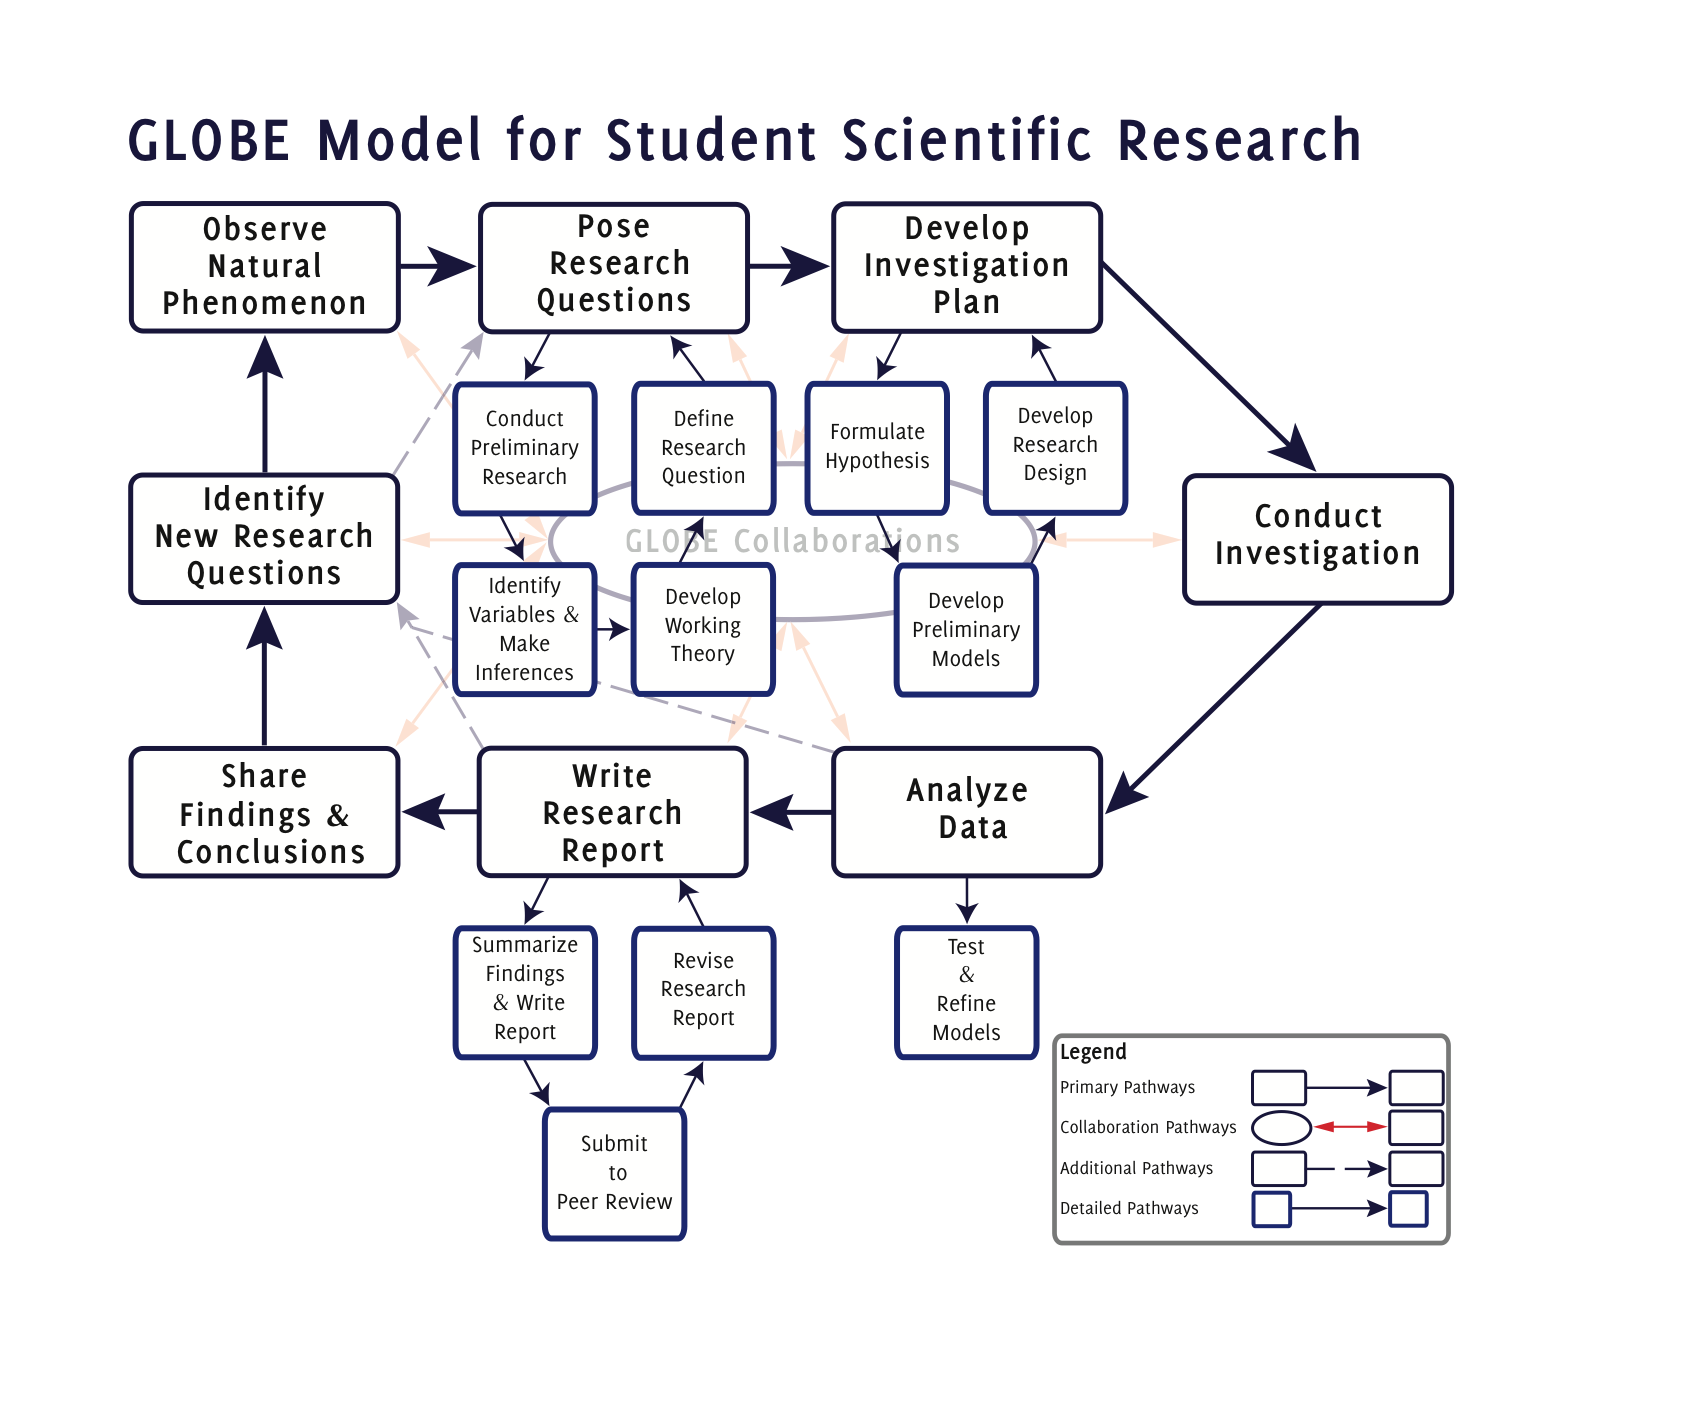 GLOBE Model for Student Scientific Research
Observe
Natural
Phenomenon
Pose
Research
Questions
Develop
Investigation
Plan
Conduct
Preliminary
Research
Define
Research
Question
Formulate
Hypothesis
Develop
Research
Design
Identify
New Research
Questions
GLOBE Collaborations
Conduct
Investigation
Identify
Variables &
Make
Inferences
Develop
Working
Theory
Develop
Preliminary
Models
Share
Findings &
Conclusions
Write
Research
Report
Analyze
Data
Summarize
Findings
& Write
Report
Revise
Research
Report
Test
&
Refine
Models
Submit
to
Peer Review
Legend
Primary Pathways
Collaboration Pathways
Additional Pathways
Detailed Pathways